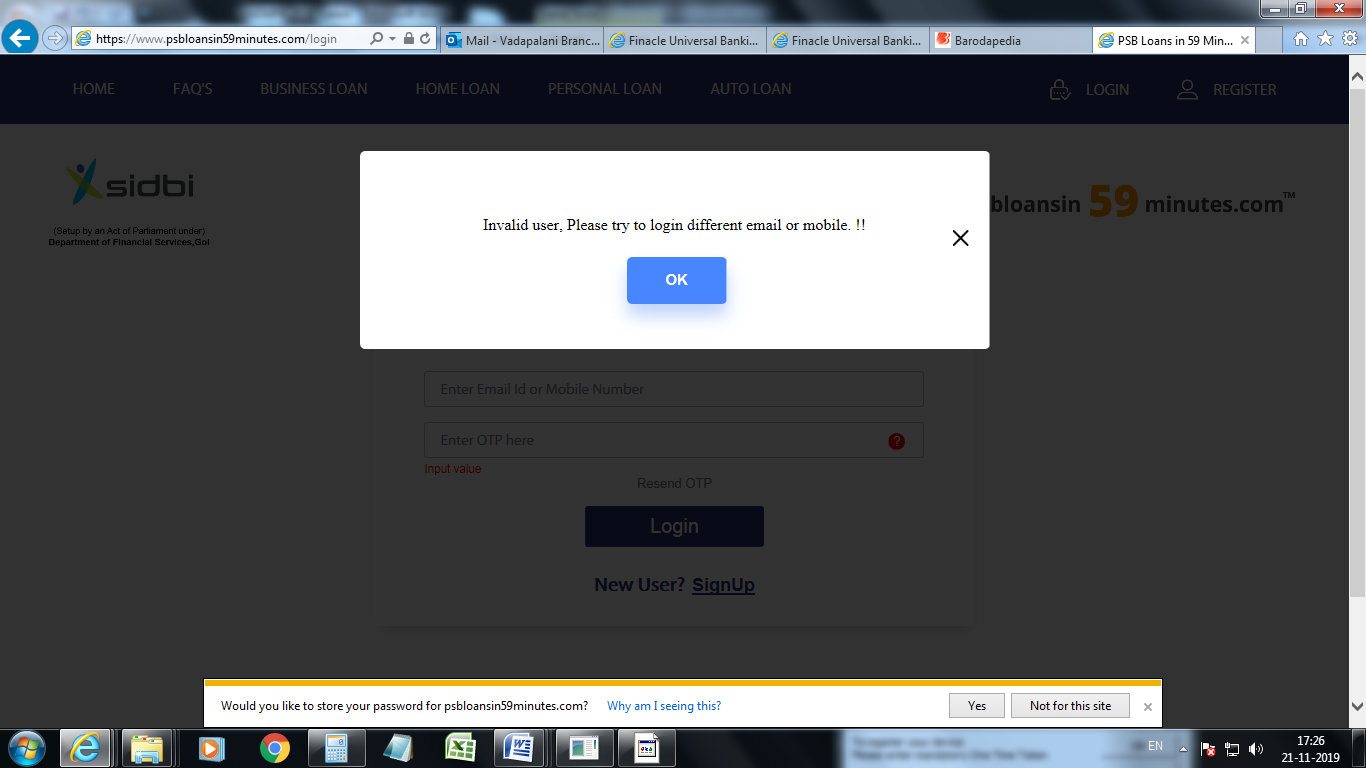 https://www.psbloansin59minutes.com/login
Mail - Vadapalani Branc...
Finacle Universal Banki...
Finacle Universal Banki...
Barodapedia
PSB Loans in 59 Min...
HOME
FAQ'S
BUSINESS LOAN
HOME LOAN
PERSONAL LOAN
AUTO LOAN
LOGIN
REGISTER
sidbi
(Setup by an Act of Parliament under)
Department of Financial Services,GoI
bloansin 59 minutes.com™
Invalid user, Please try to login different email or mobile. !!
OK
Enter Email Id or Mobile Number
Enter OTP here
?
Input value
Resend OTP
Login
New User? SignUp
Would you like to store your password for psbloansin59minutes.com? Why am I seeing this?
Yes
Not for this site
EN
17:26
21-11-2019